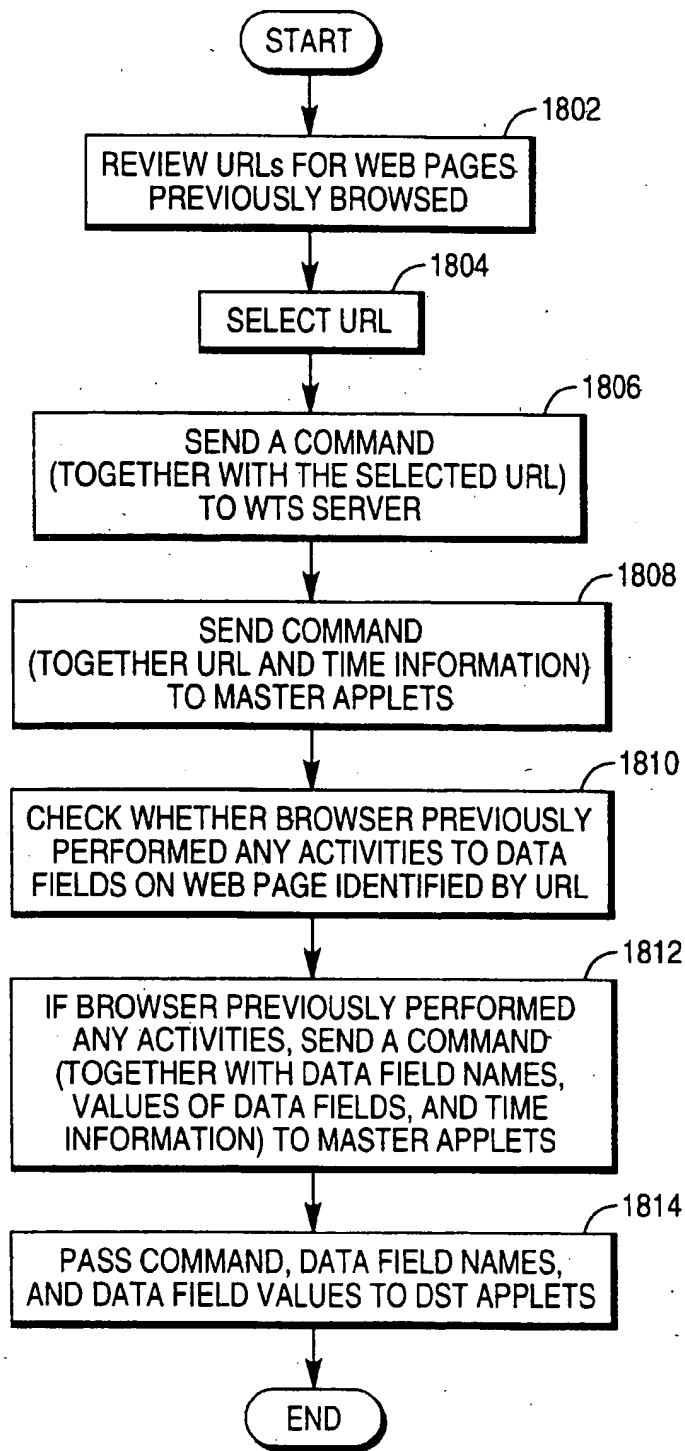 START
1802
REVIEW URLs FOR WEB PAGES
PREVIOUSLY BROWSED
1804
SELECT URL
1806
SEND A COMMAND
(TOGETHER WITH THE SELECTED URL)
TO WTS SERVER
1808
SEND COMMAND
(TOGETHER URL AND TIME INFORMATION)
TO MASTER APPLETS
1810
CHECK WHETHER BROWSER PREVIOUSLY
PERFORMED ANY ACTIVITIES TO DATA
FIELDS ON WEB PAGE IDENTIFIED BY URL
1812
IF BROWSER PREVIOUSLY PERFORMED
ANY ACTIVITIES, SEND A COMMAND
(TOGETHER WITH DATA FIELD NAMES,
VALUES OF DATA FIELDS, AND TIME
INFORMATION) TO MASTER APPLETS
1814
PASS COMMAND, DATA FIELD NAMES,
AND DATA FIELD VALUES TO DST APPLETS
END